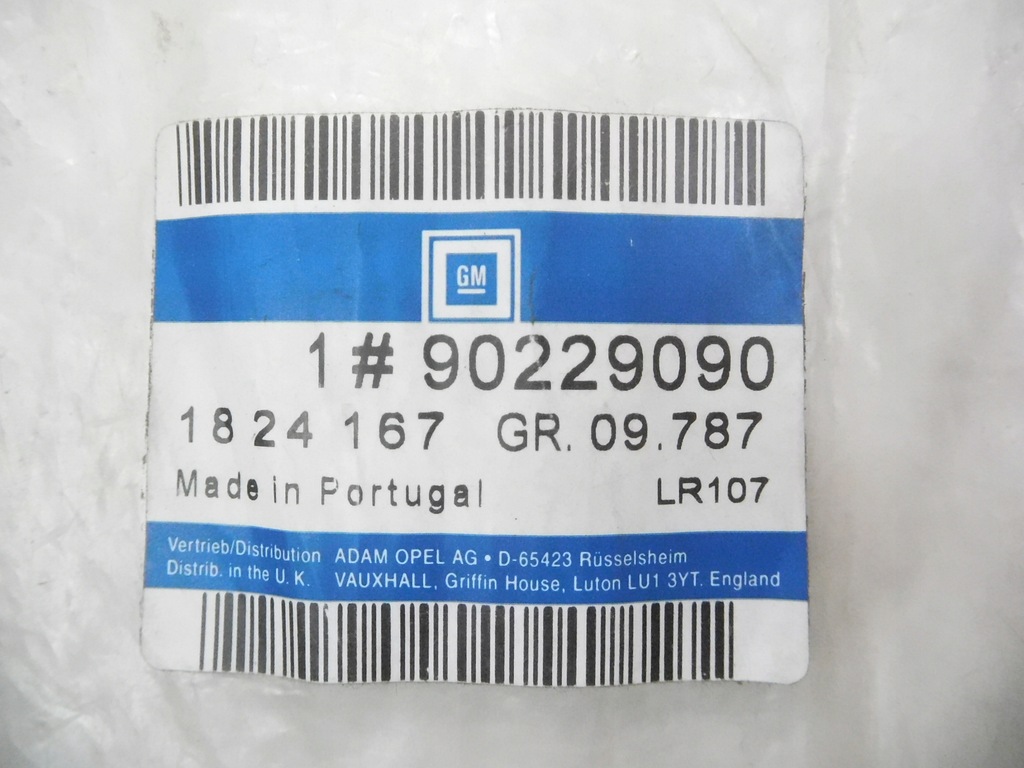 GM
1 # 90229090
18 24 167 GR. 09.787
Made in Portugal LR107
Vertrieb/Distribution ADAM OPEL AG • D-65423 Rüsselsheim
Distrib. in the U. K. VAUXHALL, Griffin House, Luton LU1 3YT. England